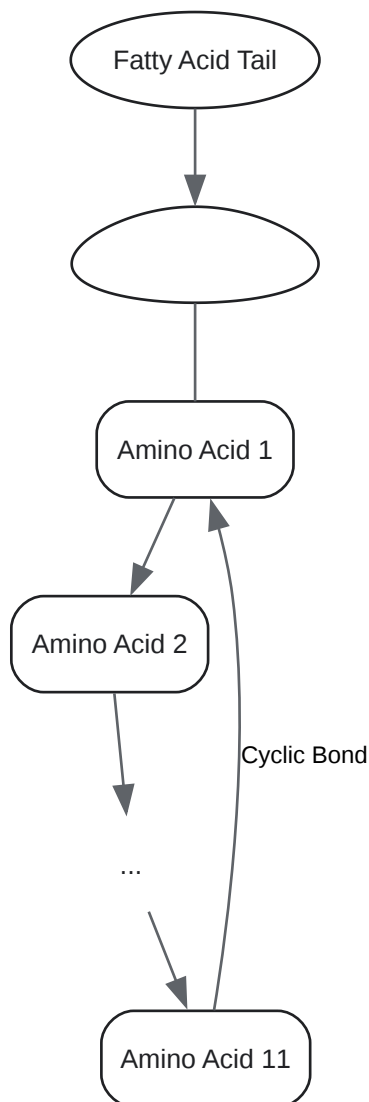 Fatty Acid Tail
Amino Acid 1
Amino Acid 2
Cyclic Bond
...
Amino Acid 11